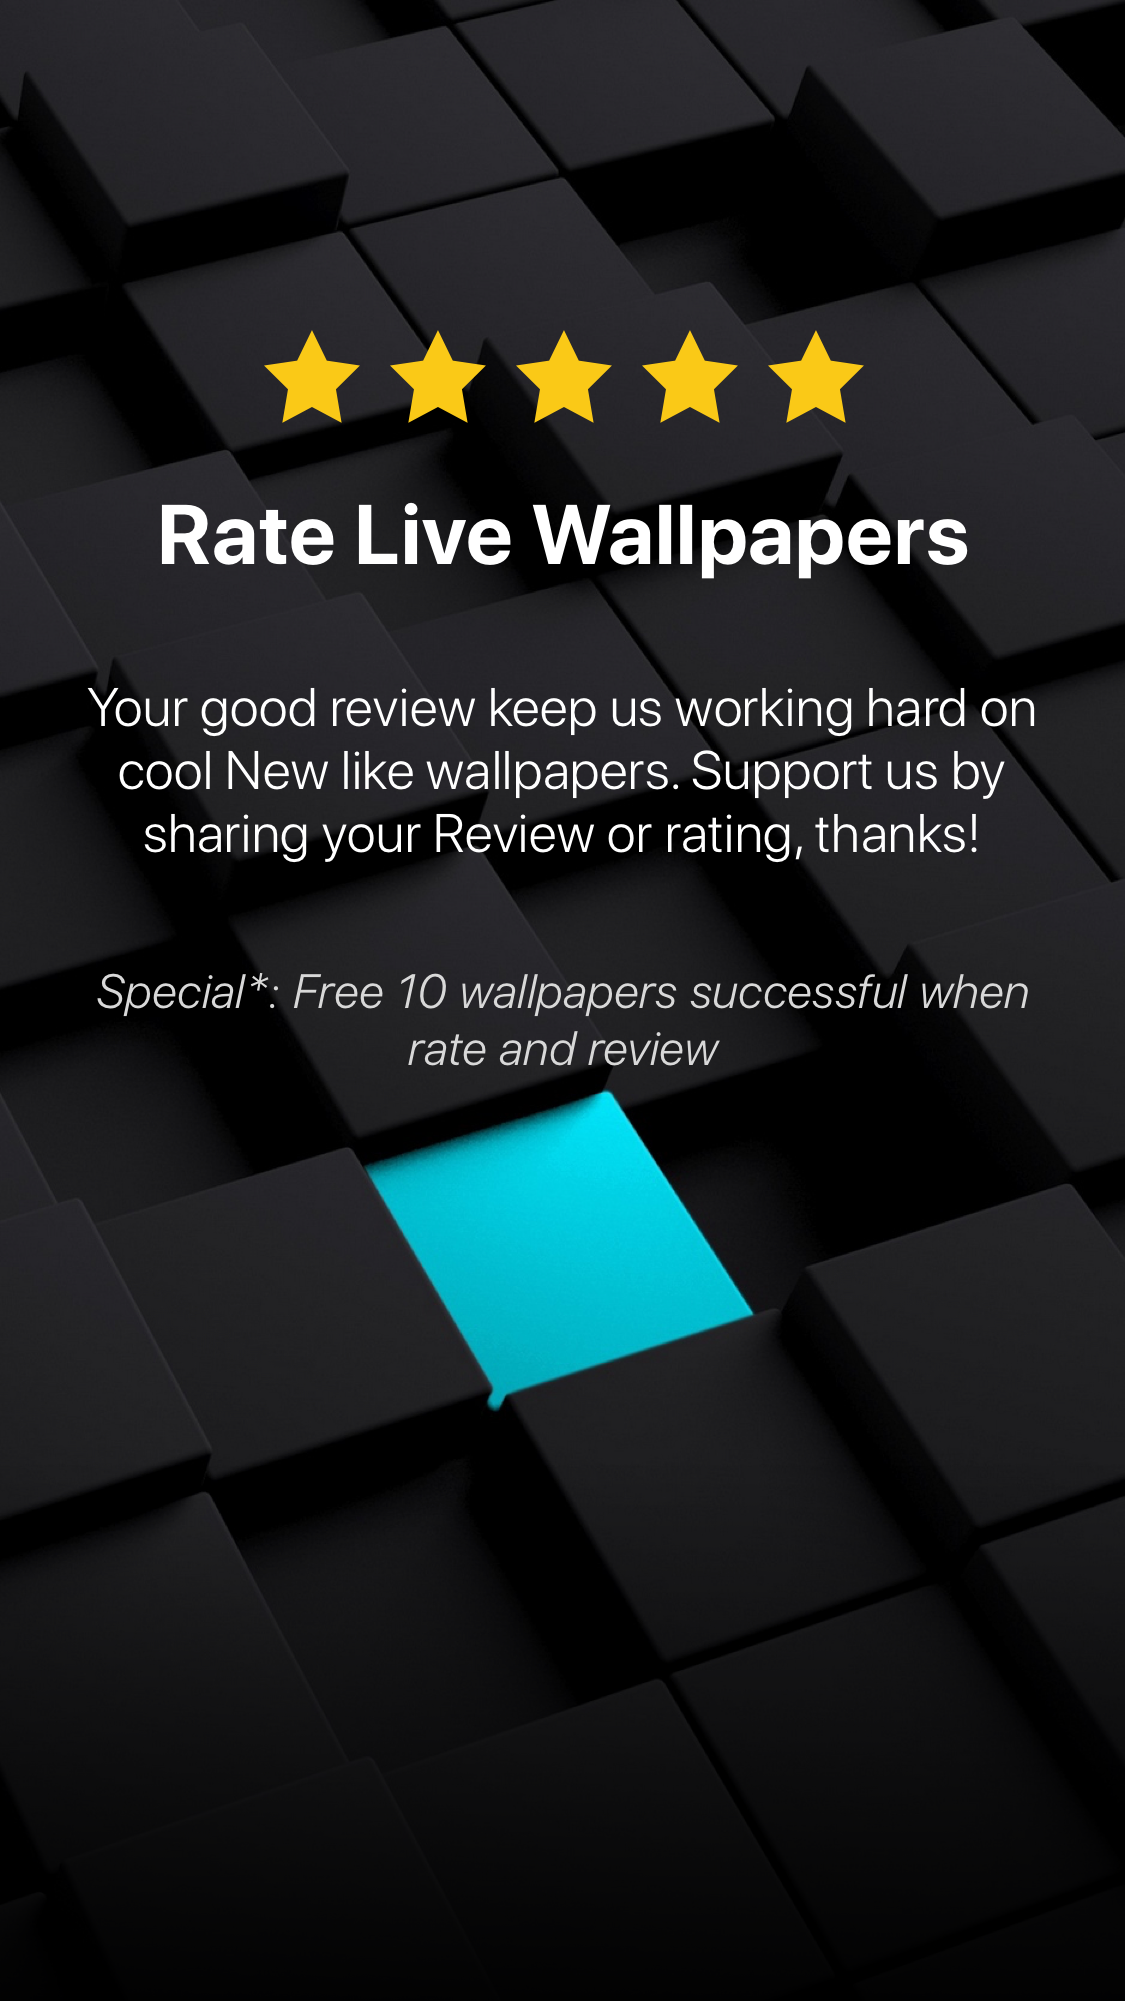 Rate Live Wallpapers
Your good review keep us working hard on
cool New like wallpapers. Support us by
sharing your Review or rating, thanks!
Special*: Free 10 wallpapers successful when
rate and review